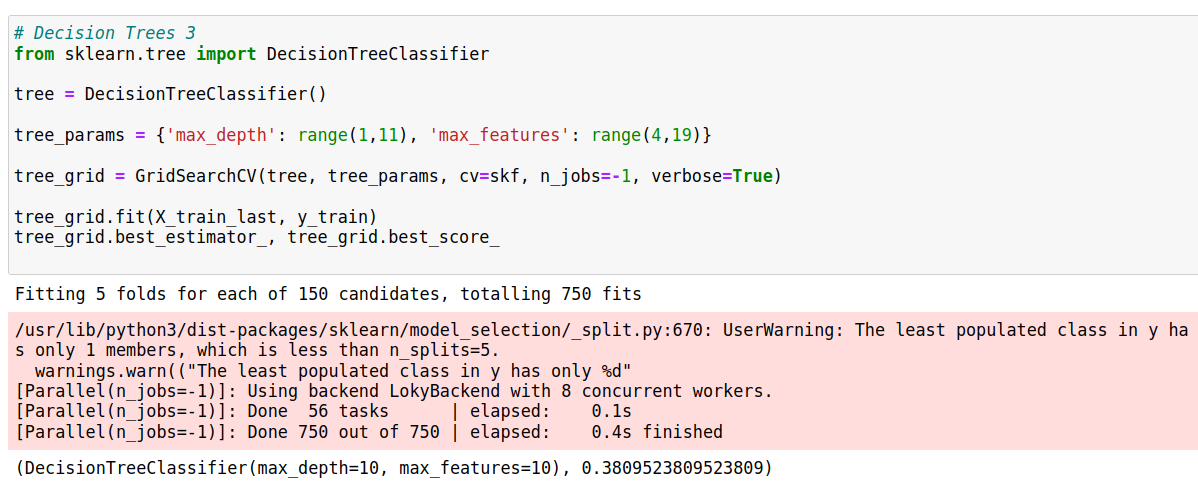 # Decision Trees 3
from sklearn.tree import DecisionTreeClassifier
tree = DecisionTreeClassifier()
tree_params = {'max_depth': range(1,11), 'max_features': range(4,19)}
tree_grid = GridSearchCV(tree, tree_params, cv=skf, n_jobs=-1, verbose=True)
tree_grid.fit(X_train_last, y_train)
tree_grid.best_estimator_, tree_grid.best_score_
Fitting 5 folds for each of 150 candidates, totalling 750 fits
/usr/lib/python3/dist-packages/sklearn/model_selection/_split.py:670: UserWarning: The least populated class in y ha
s only 1 members, which is less than n_splits=5.
  warnings.warn(("The least populated class in y has only %d"
[Parallel(n_jobs=-1)]: Using backend LokyBackend with 8 concurrent workers.
[Parallel(n_jobs=-1)]: Done  56 tasks      | elapsed:    0.1s
[Parallel(n_jobs=-1)]: Done 750 out of 750 | elapsed:    0.4s finished
(DecisionTreeClassifier(max_depth=10, max_features=10), 0.3809523809523809)